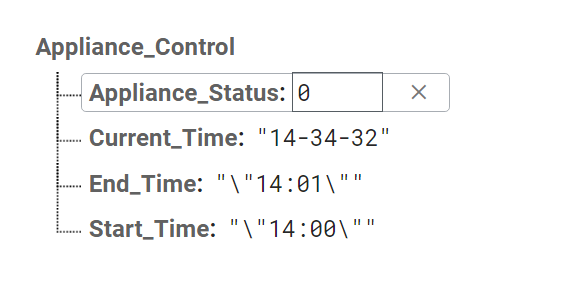 Appliance_Control
Appliance_Status: 0 ×
Current_Time: "14-34-32"
End_Time: "\"14:01\""
Start_Time: "\"14:00\""